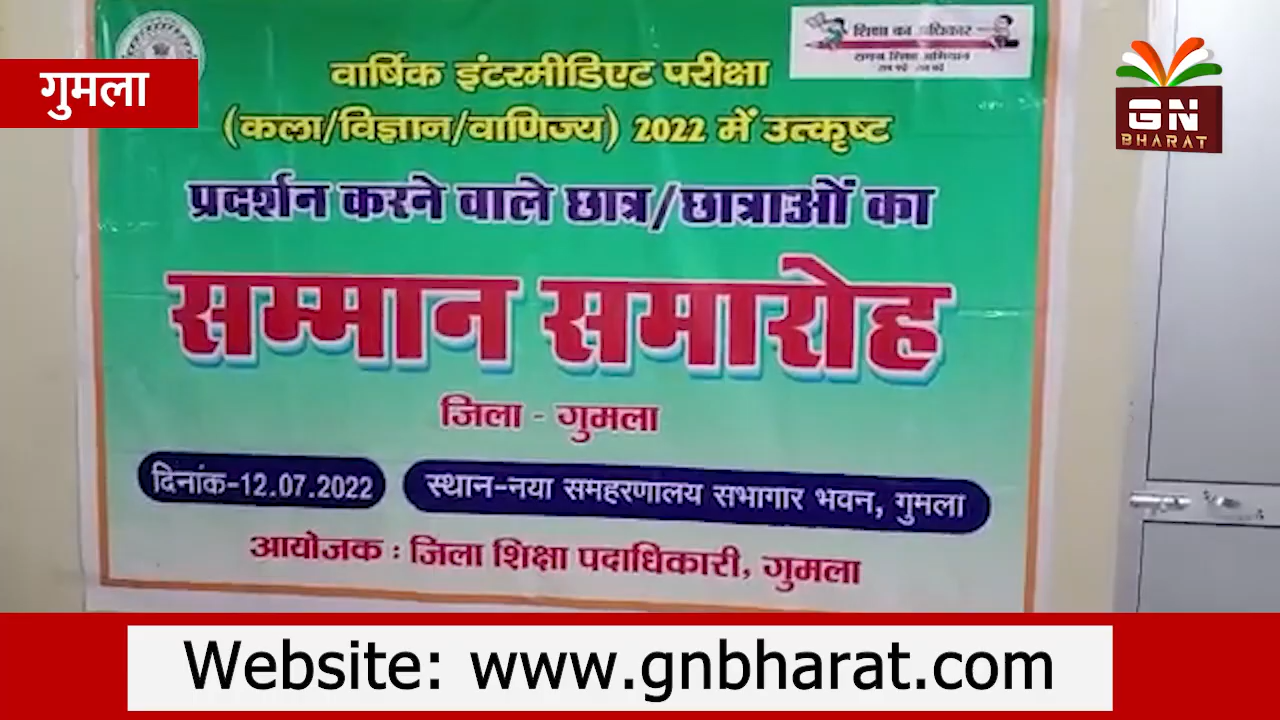 गुमला
शिक्षा का अधिकार
वार्षिक इंटरमीडिएट परीक्षा
(कला/विज्ञान/वाणिज्य) 2022 में उत्कृष्ट
प्रदर्शन करने वाले छात्र/छात्राओं का
सम्मान समारोह
जिला - गुमला
दिनांक-12.07.2022
स्थान-नया समहरणालय सभागार भवन, गुमला
आयोजक : जिला शिक्षा पदाधिकारी, गुमला
GN
BHARAT
Website: www.gnbharat.com